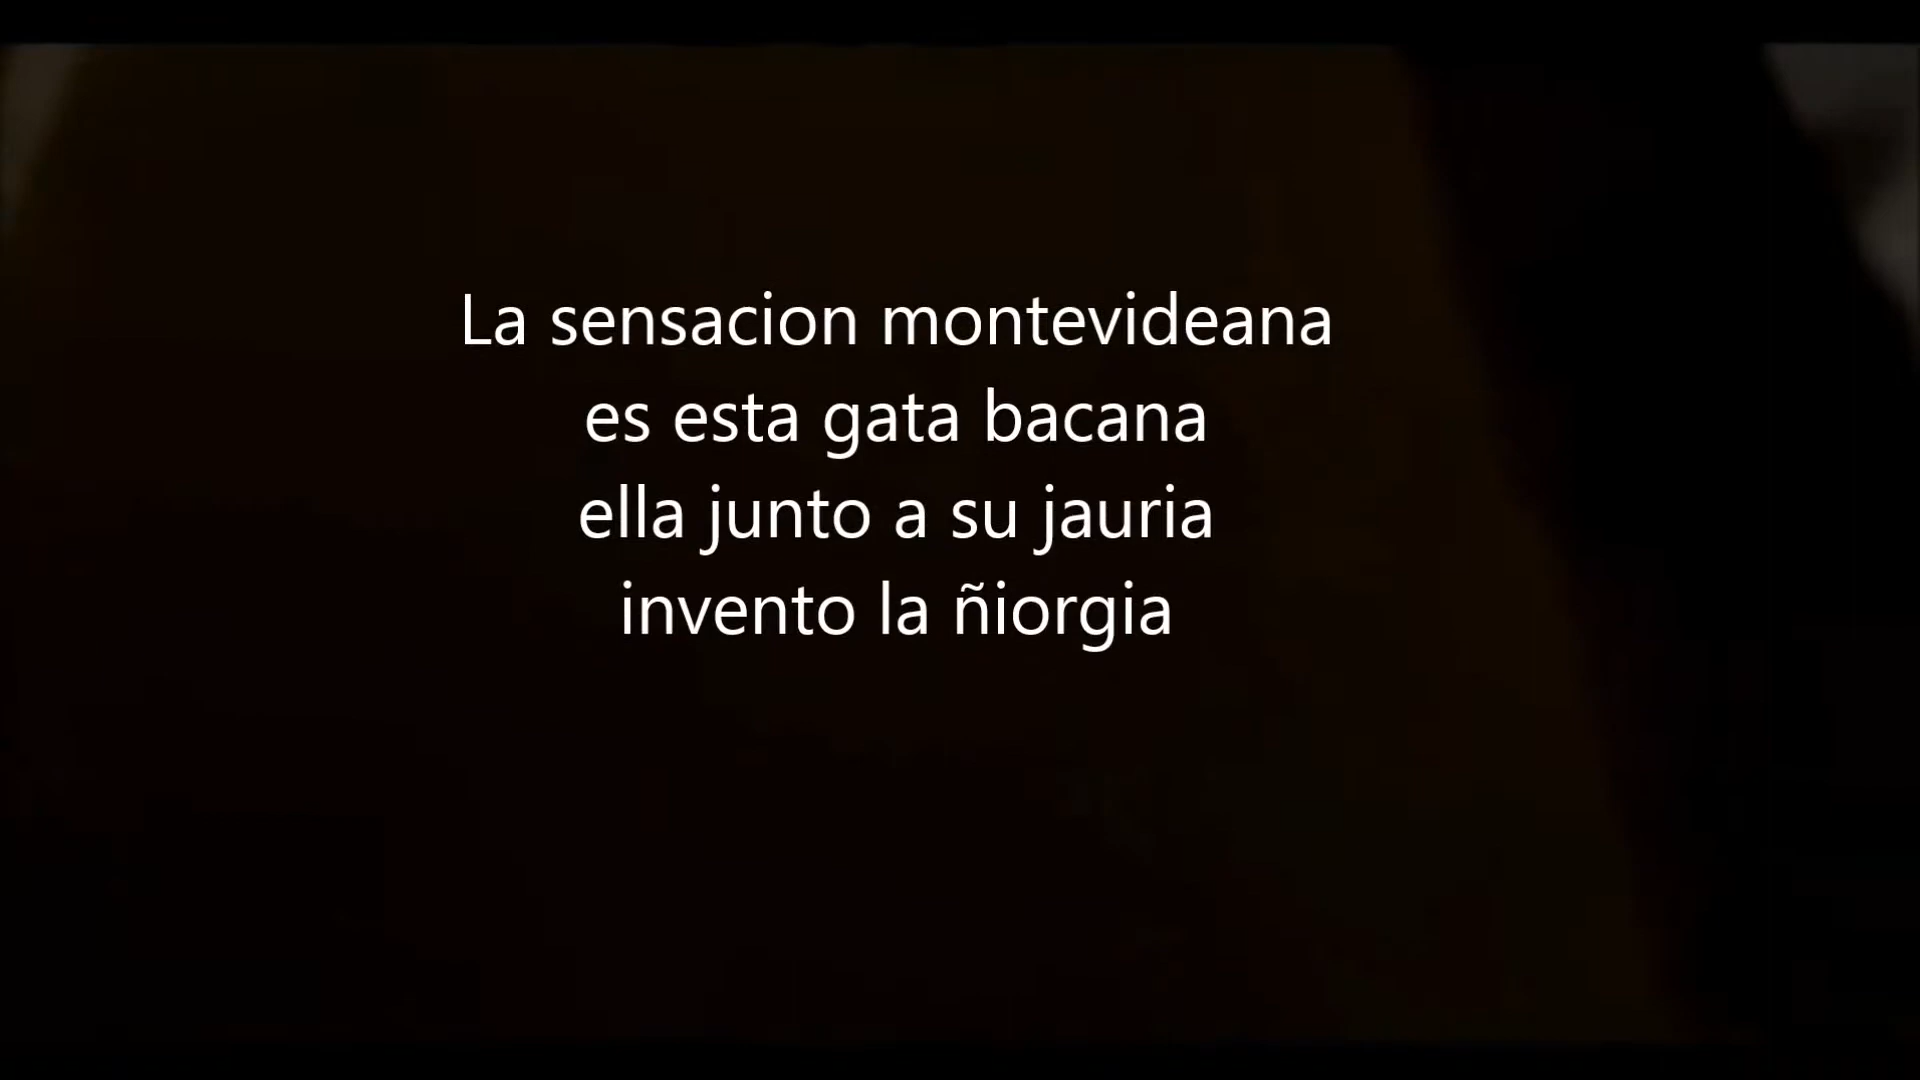 La sensacion montevideana
es esta gata bacana
ella junto a su jauria
invento la ñiorgia